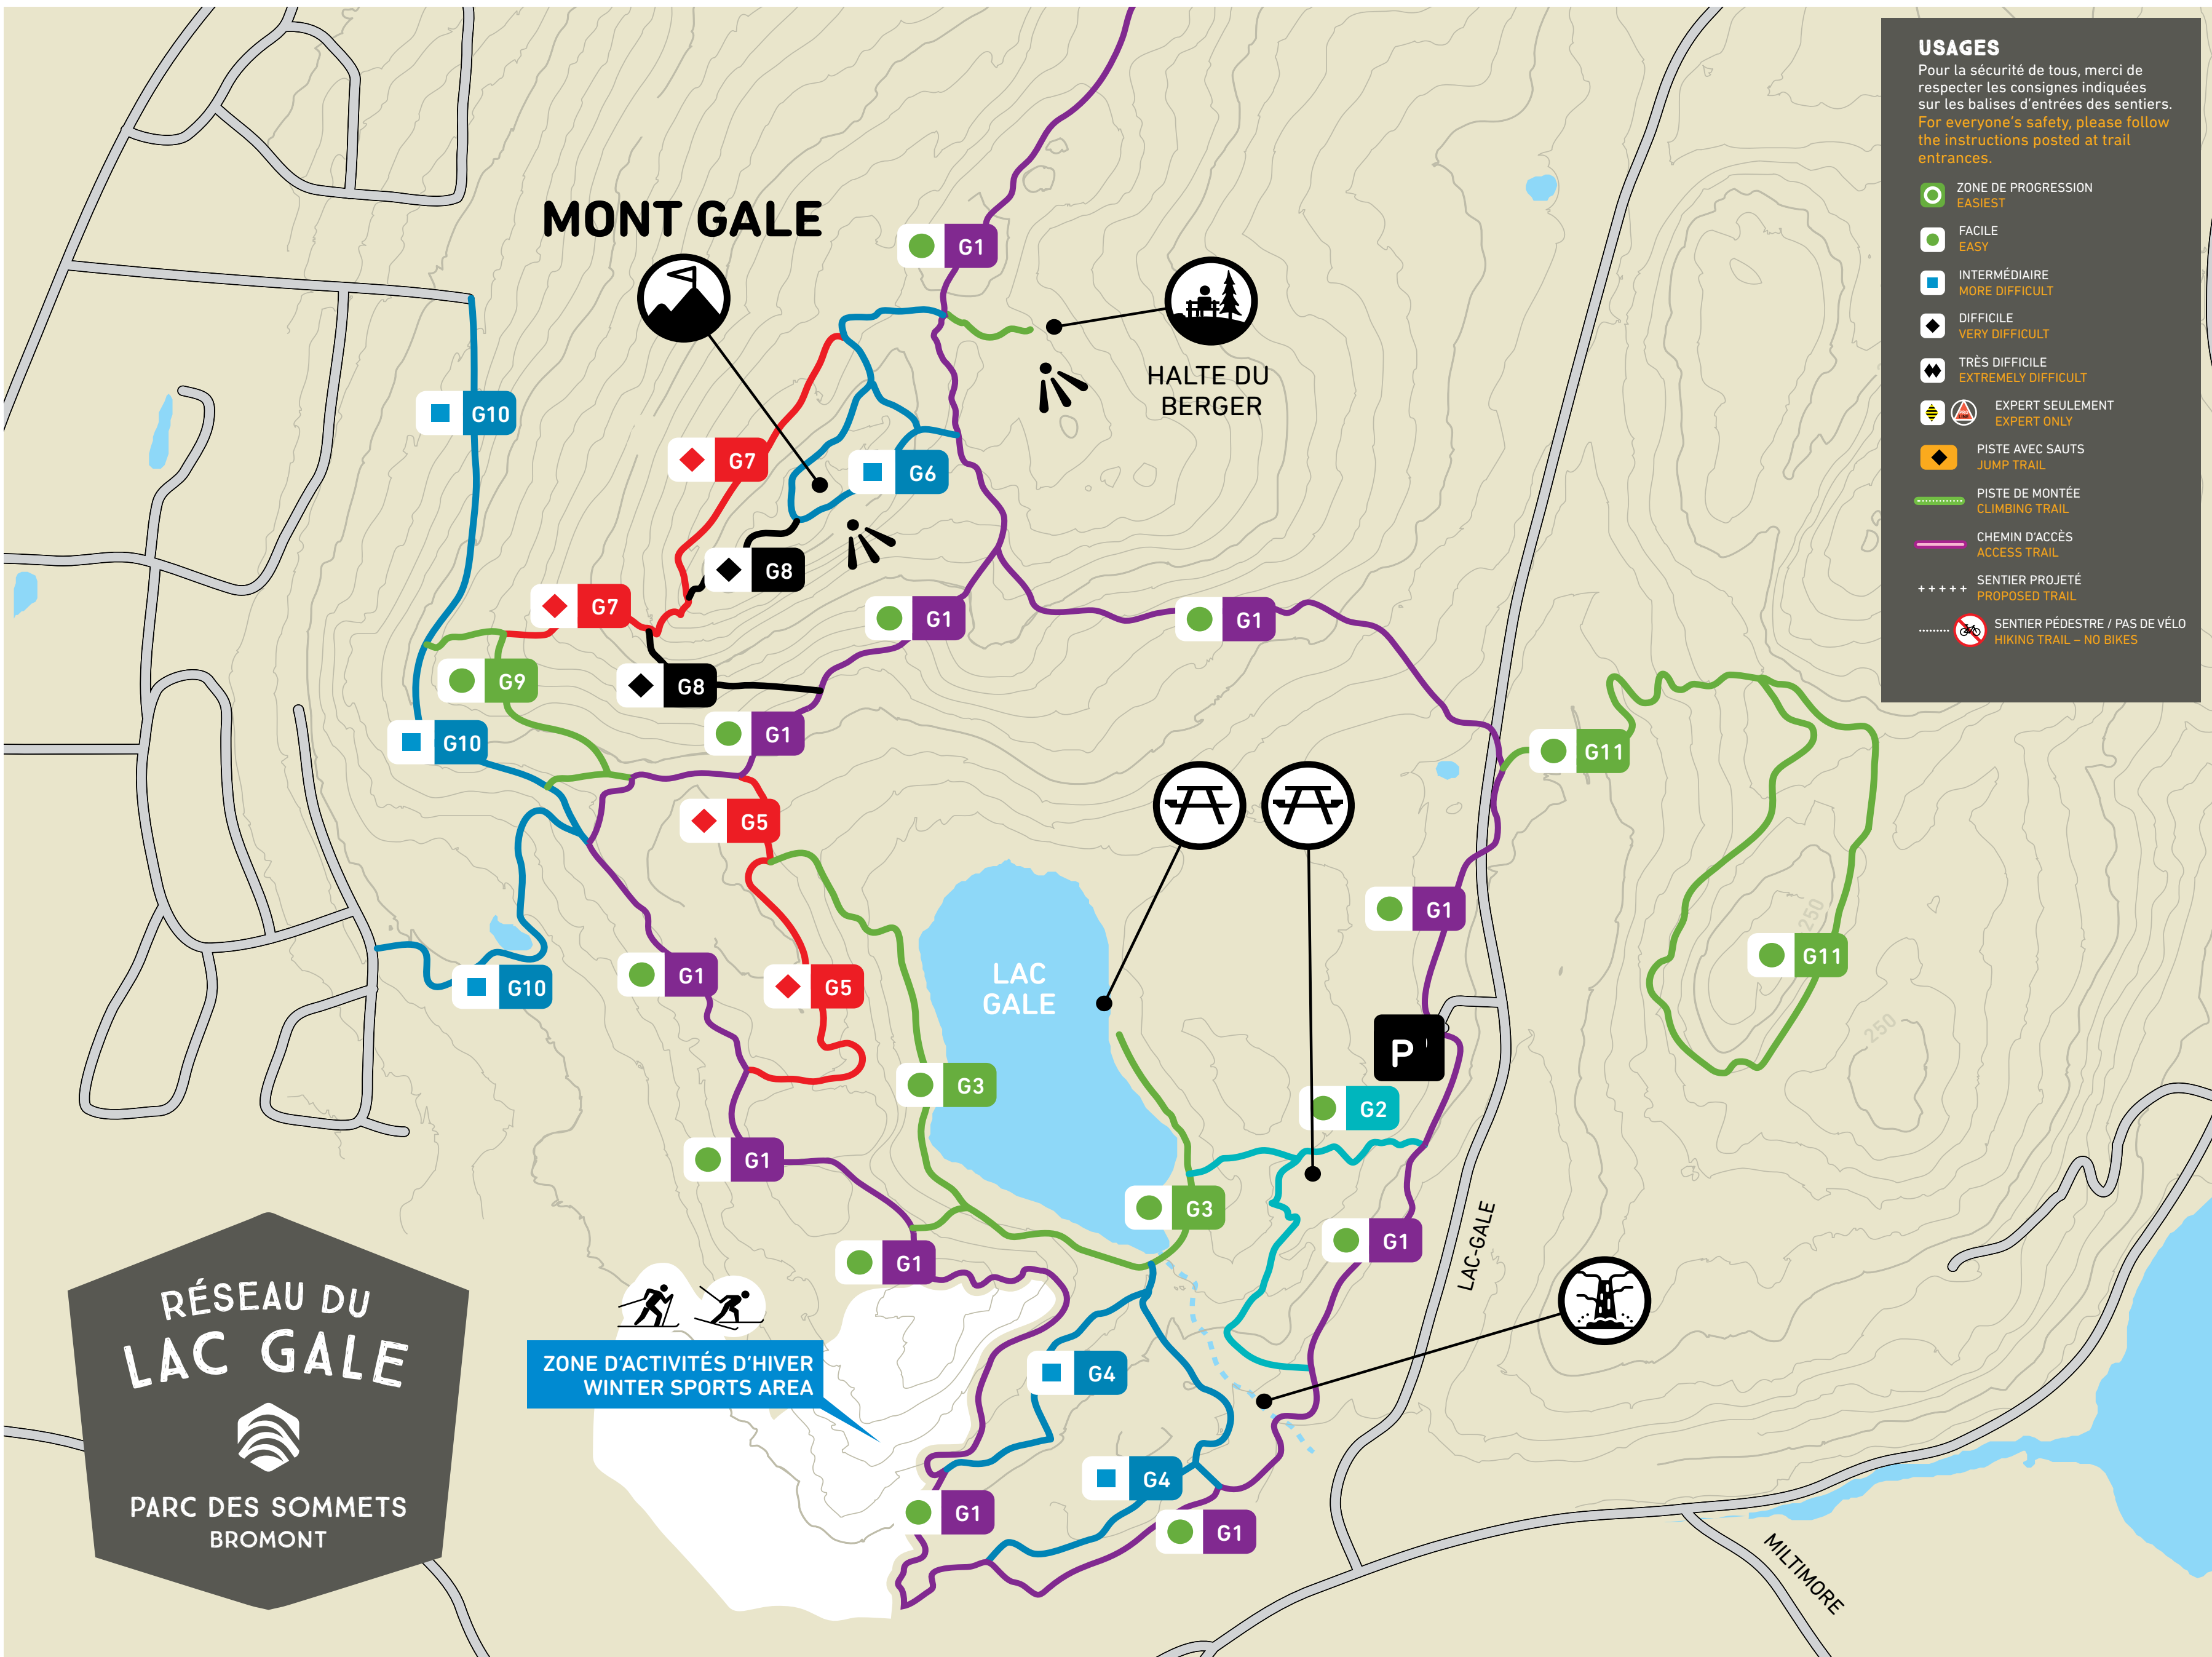 USAGES
Pour la sécurité de tous, merci de
respecter les consignes indiquées
sur les balises d'entrées des sentiers.
For everyone's safety, please follow
the instructions posted at trail
entrances.
ZONE DE PROGRESSION
EASIEST
FACILE
EASY
INTERMÉDIAIRE
MORE DIFFICULT
DIFFICILE
VERY DIFFICULT
TRÈS DIFFICILE
EXTREMELY DIFFICULT
EXPERT SEULEMENT
EXPERT ONLY
PISTE AVEC SAUTS
JUMP TRAIL
PISTE DE MONTÉE
CLIMBING TRAIL
CHEMIN D'ACCÈS
ACCESS TRAIL
SENTIER PROJETÉ
PROPOSED TRAIL
SENTIER PÉDESTRE / PAS DE VÉLO
HIKING TRAIL – NO BIKES
MONT GALE
G1
HALTE DU
BERGER
G10
G7
G6
G8
G7
G1
G1
G9
G8
G1
G10
G11
G5
G1
250
G11
G1
G5
G10
LAC
GALE
250
P
G3
G2
G1
G3
G1
G1
LAC-GALE
ZONE D'ACTIVITÉS D'HIVER
WINTER SPORTS AREA
G4
G4
G1
G1
MILTIMORE
RÉSEAU DU
LAC GALE
PARC DES SOMMETS
BROMONT